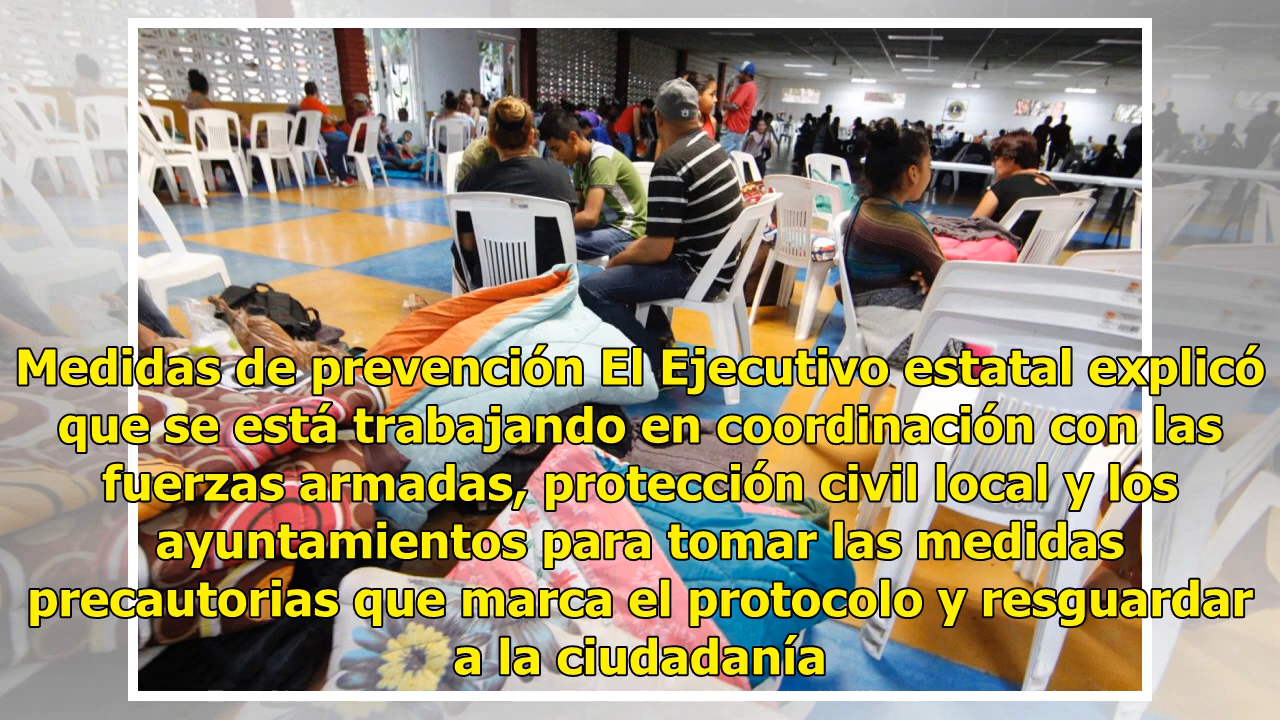 Medidas de prevención El Ejecutivo estatal explicó
que se está trabajando en coordinación con las
fuerzas armadas, protección civil local y los
ayuntamientos para tomar las medidas
precautorias que marca el protocolo y resguardar
a la ciudadanía